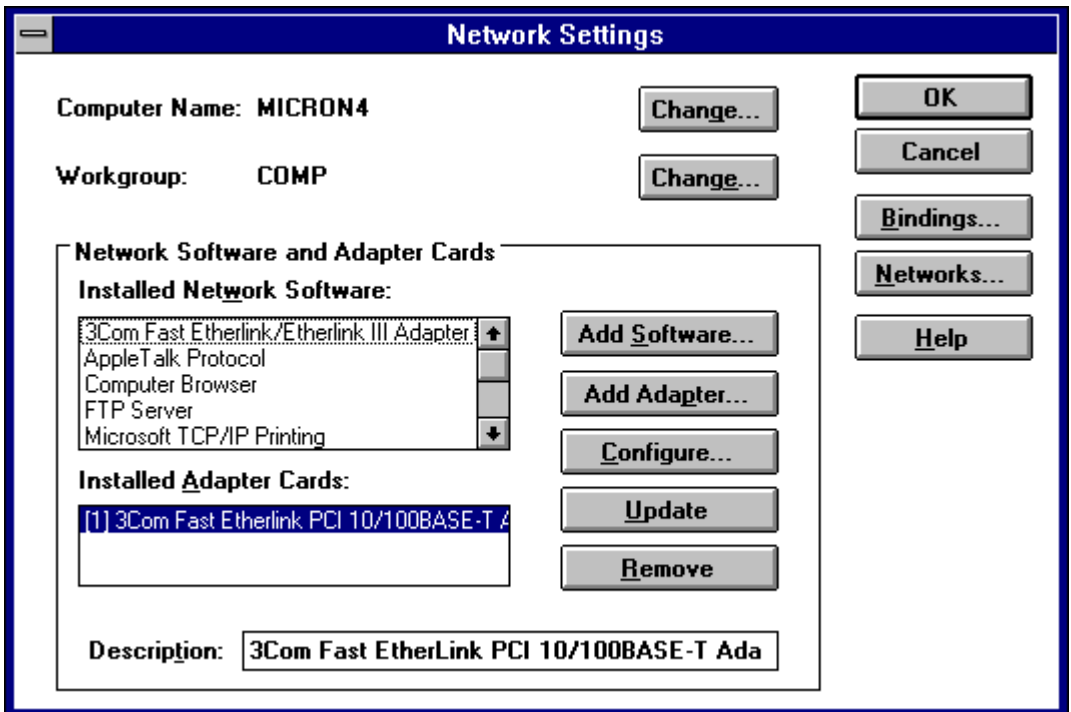 Network Settings
Computer Name: MICRON4
Change...
OK
Cancel
Workgroup: COMP
Change...
Bindings...
Networks...
Help
Network Software and Adapter Cards
Installed Network Software:
3Com Fast Etherlink/Etherlink III Adapter
AppleTalk Protocol
Computer Browser
FTP Server
Microsoft TCP/IP Printing
Add Software...
Add Adapter...
Configure...
Update
Remove
Installed Adapter Cards:
[1] 3Com Fast Etherlink PCI 10/100BASE-T A
Description: 3Com Fast EtherLink PCI 10/100BASE-T Ada